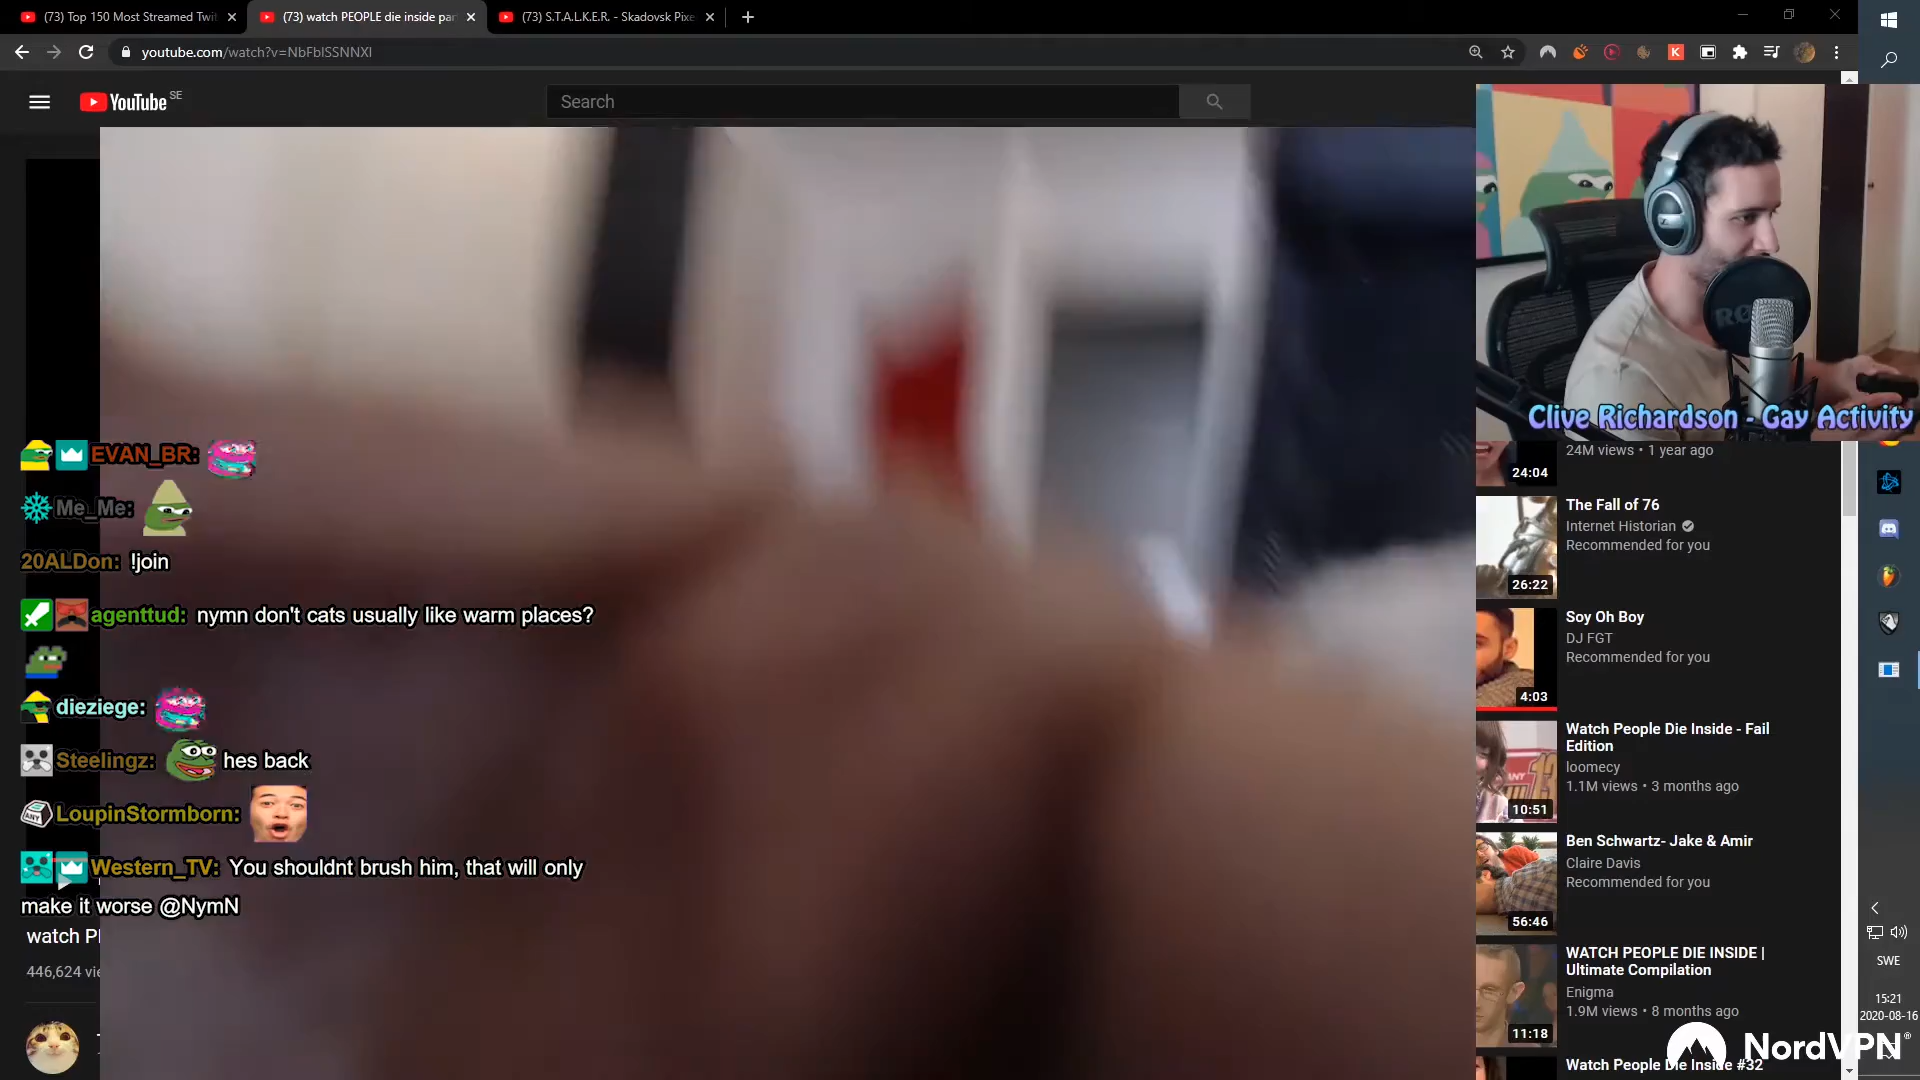 (73) Top 150 Most Streamed Twit
(73) watch PEOPLE die inside par
(73) S.T.A.L.K.E.R. - Skadovsk Pixe
youtube.com/watch?v=NbFbISSNNXI
YouTube SE
Search
RØ
Clive Richardson - Gay Activity
EVAN_BR:
Me_Me:
20ALDon: !join
agenttud: nymn don't cats usually like warm places?
dieziege:
Steelingz: hes back
LoupinStormborn:
ANY
Western_TV: You shouldnt brush him, that will only
make it worse @NymN
watch P
446,624 vie
24:04
24M views • 1 year ago
The Fall of 76
Internet Historian
Recommended for you
26:22
Soy Oh Boy
DJ FGT
Recommended for you
4:03
Watch People Die Inside - Fail
Edition
loomecy
1.1M views • 3 months ago
10:51
Ben Schwartz- Jake & Amir
Claire Davis
Recommended for you
56:46
WATCH PEOPLE DIE INSIDE |
Ultimate Compilation
Enigma
1.9M views • 8 months ago
11:18
Watch People Die Inside #32
SWE
15:21
2020-08-16
NordVPN®